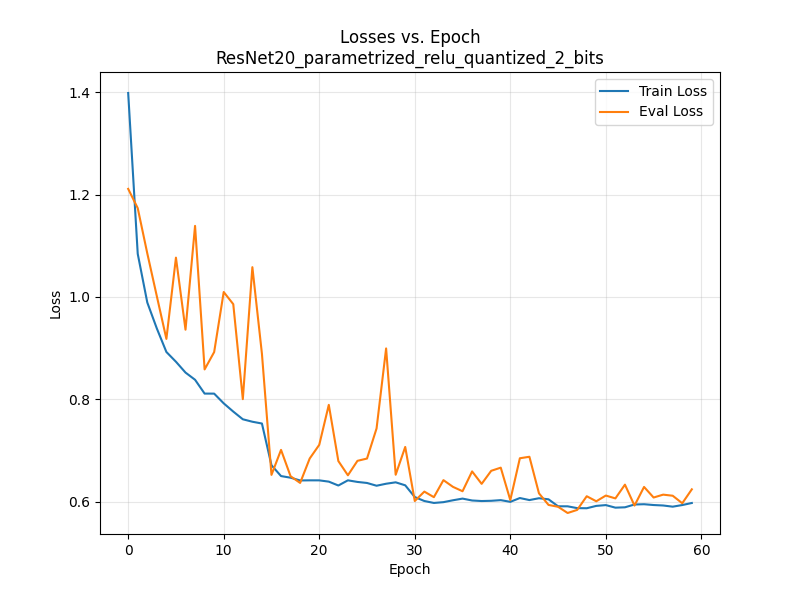 Losses vs. Epoch
ResNet20_parametrized_relu_quantized_2_bits
Train Loss
Eval Loss
1.4
1.2
1.0
0.8
0.6
Loss
0 10 20 30 40 50 60
Epoch